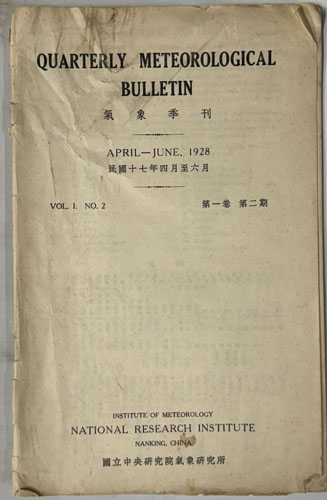 QUARTERLY METEOROLOGICAL
BULLETIN
氣象季刊
APRIL—JUNE, 1928
民國十七年四月至六月
VOL. I. NO. 2 第一卷 第二期
INSTITUTE OF METEOROLOGY
NATIONAL RESEARCH INSTITUTE
NANKING, CHINA
國立中央研究院氣象研究所